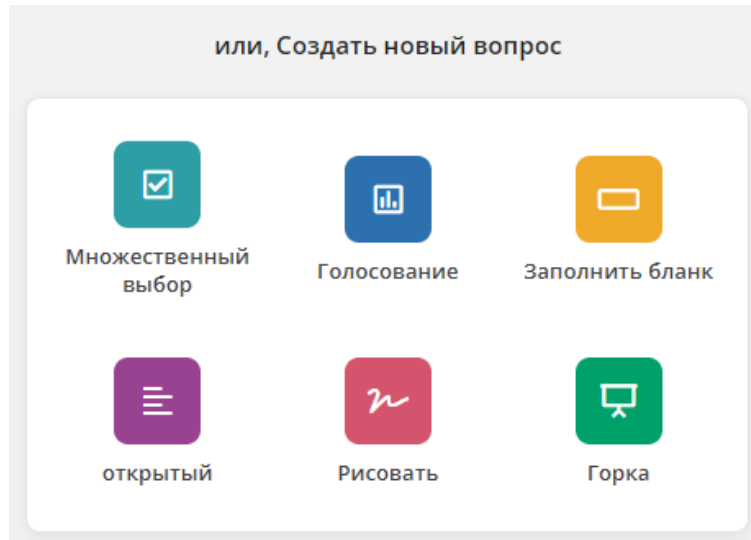 или, Создать новый вопрос
Множественный
выбор
Голосование
Заполнить бланк
открытый
Рисовать
Горка